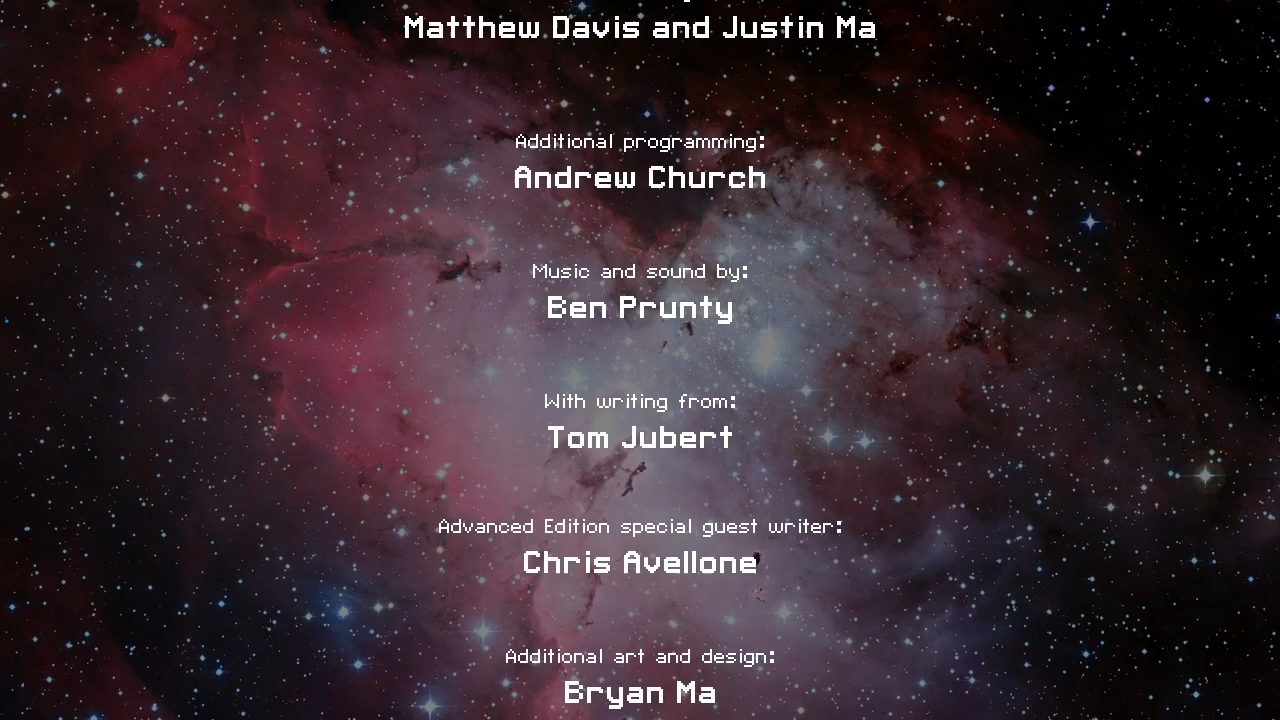 Matthew Davis and Justin Ma
Additional programming:
Andrew Church
Music and sound by:
Ben Prunty
With writing from:
Tom Jubert
Advanced Edition special guest writer:
Chris Avellone
Additional art and design:
Bryan Ma